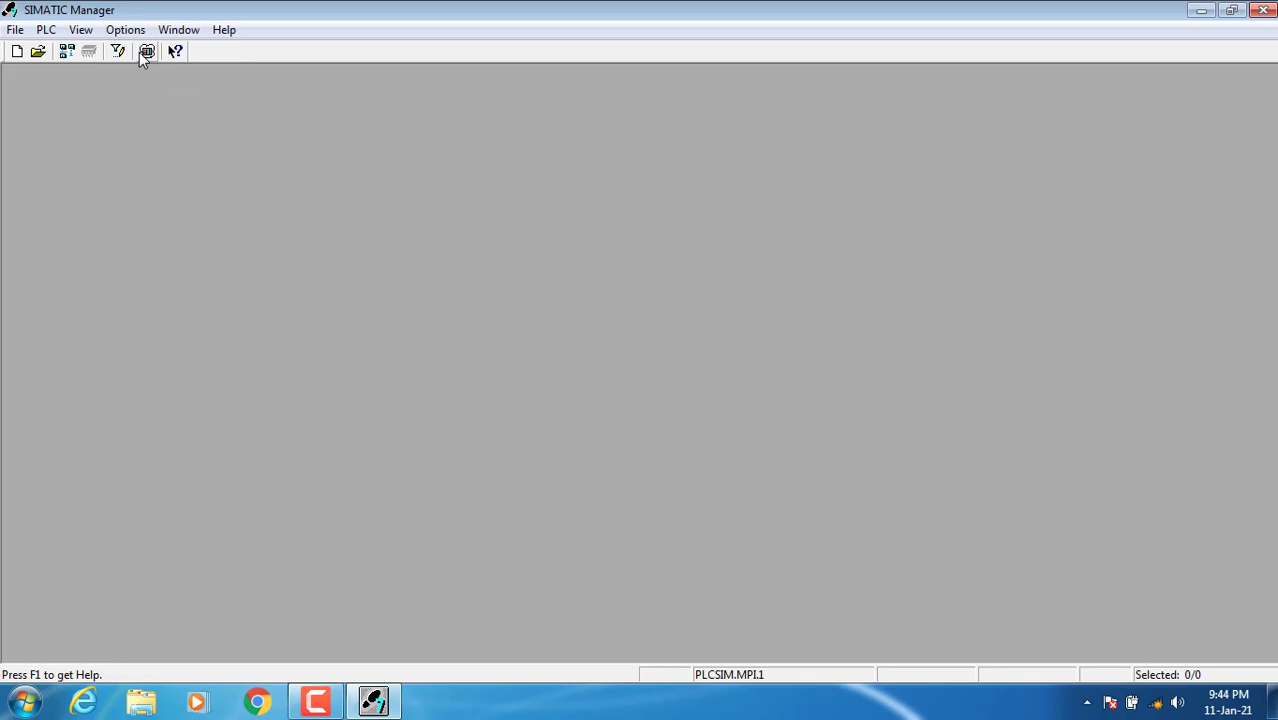 SIMATIC Manager
File PLC View Options Window Help
Press F1 to get Help.
PLCSIM.MPI.1
Selected: 0/0
9:44 PM
11-Jan-21